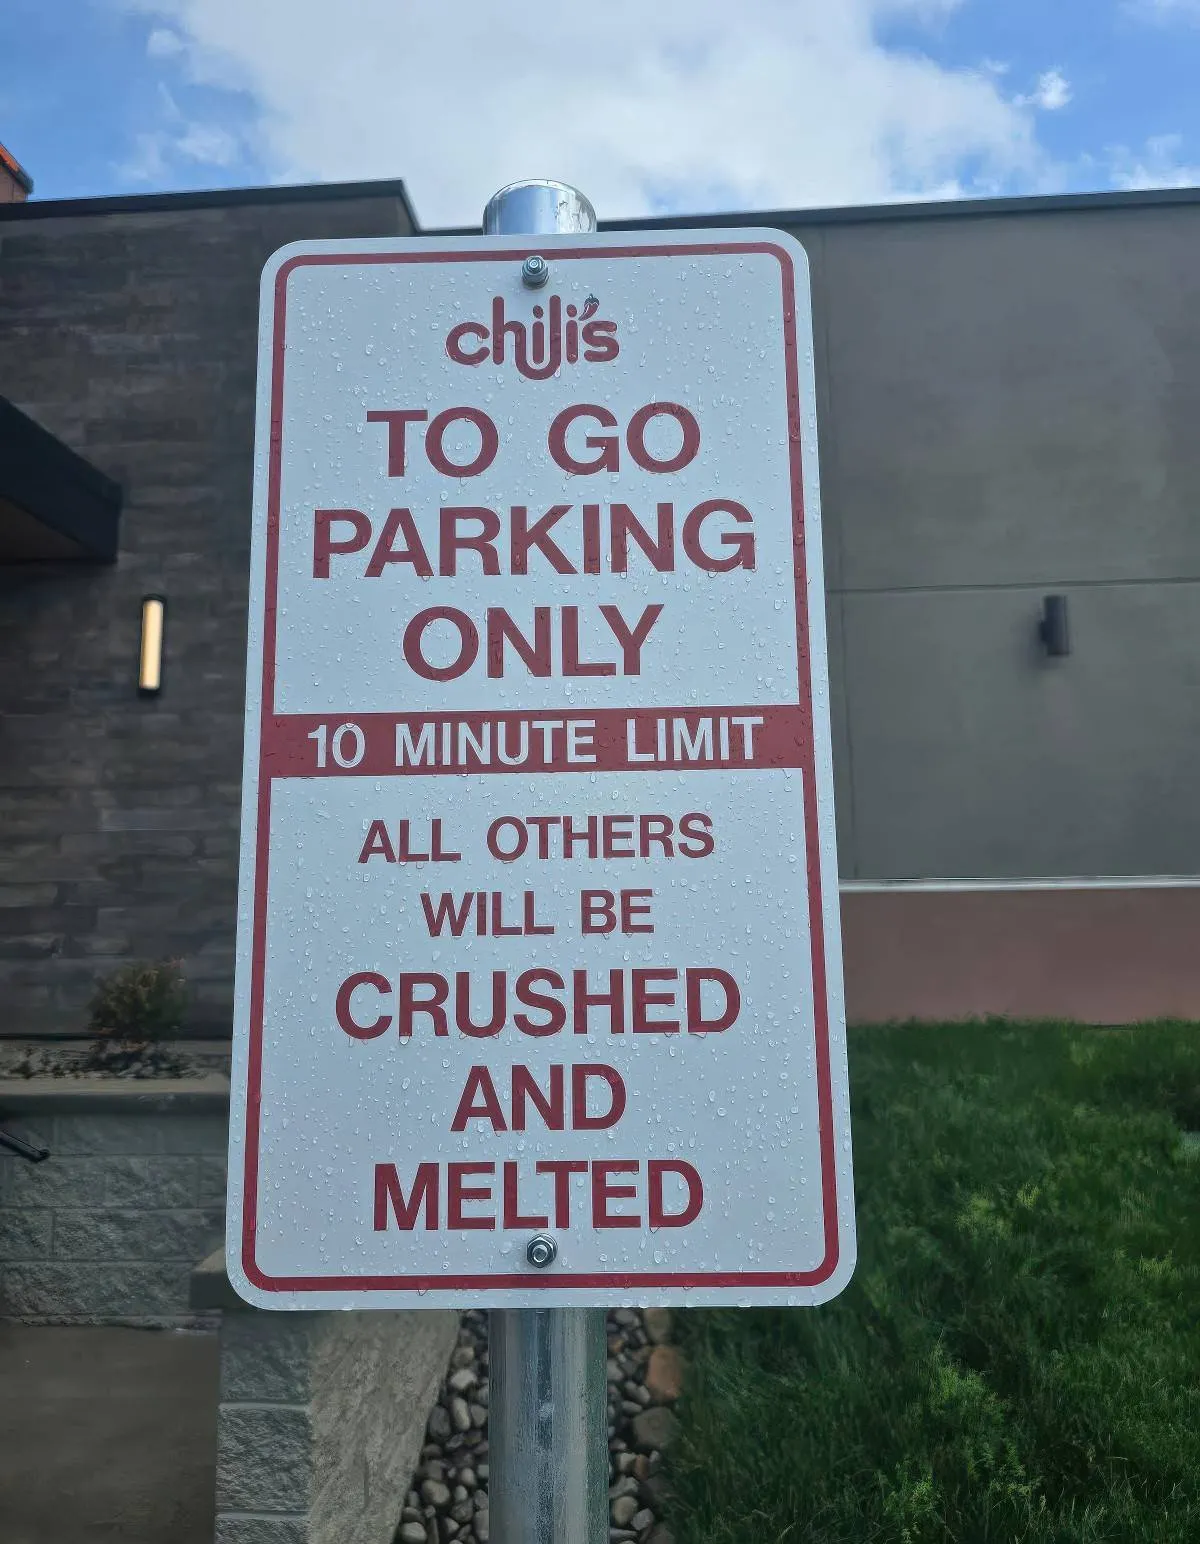 chili's
TO GO
PARKING
ONLY
10 MINUTE LIMIT
ALL OTHERS
WILL BE
CRUSHED
AND
MELTED